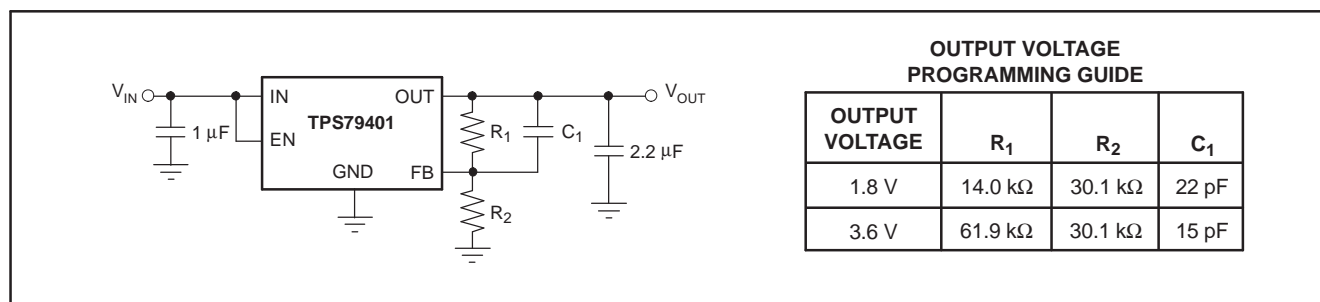 V_IN
IN
OUT
V_OUT
TPS79401
1 μF
EN
R_1
C_1
2.2 μF
GND
FB
R_2
OUTPUT VOLTAGE
PROGRAMMING GUIDE
OUTPUT
VOLTAGE R_1 R_2 C_1
1.8 V 14.0 kΩ 30.1 kΩ 22 pF
3.6 V 61.9 kΩ 30.1 kΩ 15 pF